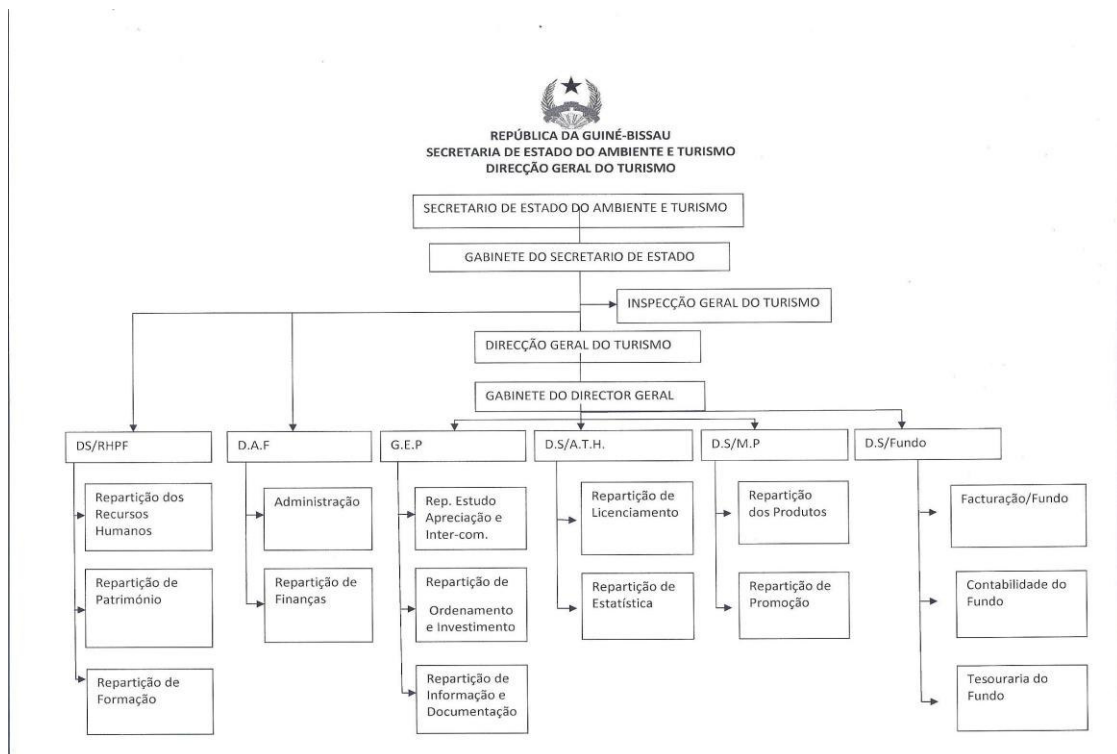 REPÚBLICA DA GUINÉ-BISSAU
SECRETARIA DE ESTADO DO AMBIENTE E TURISMO
DIRECÇÃO GERAL DO TURISMO
SECRETARIO DE ESTADO DO AMBIENTE E TURISMO
GABINETE DO SECRETARIO DE ESTADO
INSPECÇÃO GERAL DO TURISMO
DIRECÇÃO GERAL DO TURISMO
GABINETE DO DIRECTOR GERAL
DS/RHPF
D.A.F
G.E.P
D.S/A.T.H.
D.S/M.P
D.S/Fundo
Repartição dos
Recursos
Humanos
Administração
Rep. Estudo
Apreciação e
Inter-com.
Repartição de
Licenciamento
Repartição
dos Produtos
Facturação/Fundo
Repartição de
Património
Repartição de
Finanças
Repartição de
Ordenamento
e Investimento
Repartição de
Estatística
Repartição de
Promoção
Contabilidade do
Fundo
Repartição de
Formação
Repartição de
Informação e
Documentação
Tesouraria do
Fundo